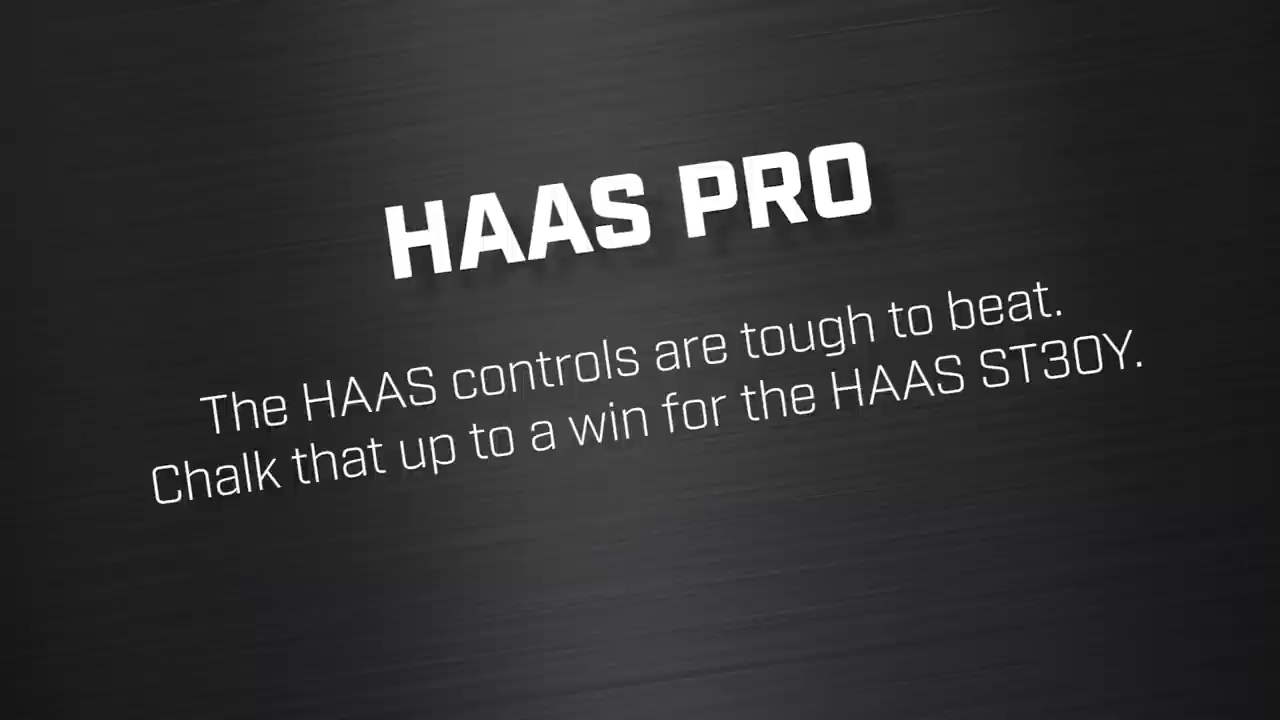 HAAS PRO
The HAAS controls are tough to beat.
Chalk that up to a win for the HAAS ST30Y.